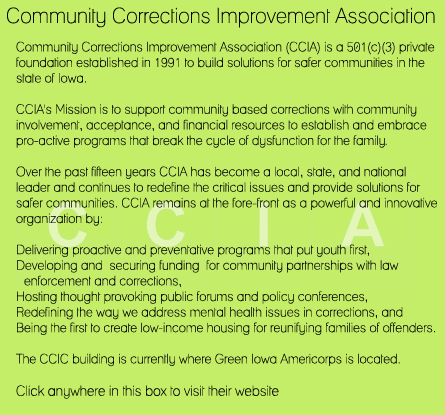 Community Corrections Improvement Association
Community Corrections Improvement Association (CCIA) is a 501(c)(3) private
foundation established in 1991 to build solutions for safer communities in the
state of Iowa.
CCIA's Mission is to support community based corrections with community
involvement, acceptance, and financial resources to establish and embrace
pro-active programs that break the cycle of dysfunction for the family.
Over the past fifteen years CCIA has become a local, state, and national
leader and continues to redefine the critical issues and provide solutions for
safer communities. CCIA remains at the fore-front as a powerful and innovative
organization by:
C C I A
Delivering proactive and preventative programs that put youth first,
Developing and securing funding for community partnerships with law
enforcement and corrections,
Hosting thought provoking public forums and policy conferences,
Redefining the way we address mental health issues in corrections, and
Being the first to create low-income housing for reunifying families of offenders.
The CCIC building is currently where Green Iowa Americorps is located.
Click anywhere in this box to visit their website